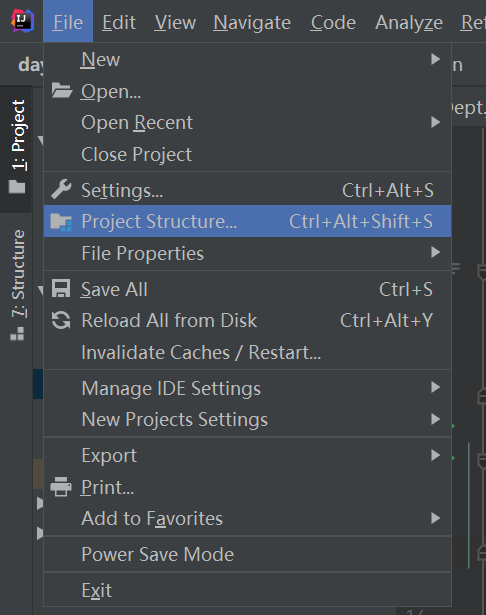 File Edit View Navigate Code Analyze Ref
day
New
Open...
Dept.
Open Recent
1: Project
Close Project
Settings... Ctrl+Alt+S
Project Structure... Ctrl+Alt+Shift+S
File Properties
7: Structure
Save All Ctrl+S
Reload All from Disk Ctrl+Alt+Y
Invalidate Caches / Restart...
Manage IDE Settings
New Projects Settings
Export
Print...
Add to Favorites
Power Save Mode
Exit